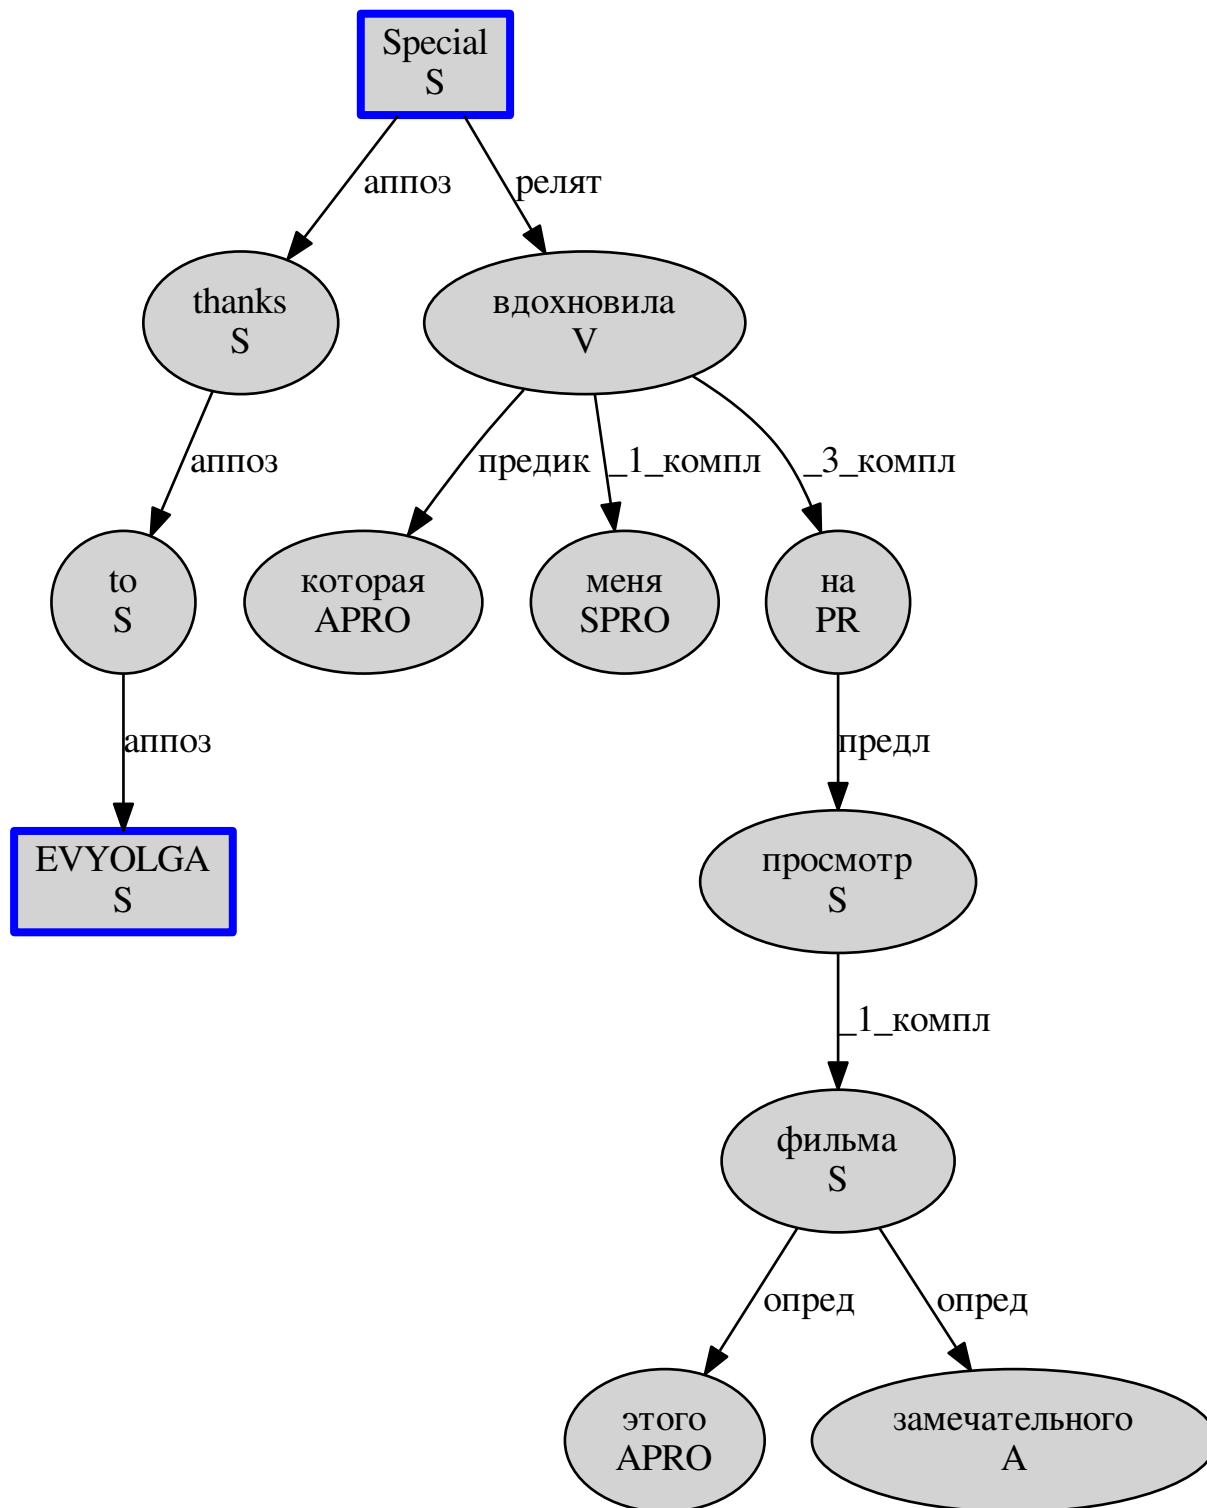 Special
S
аппоз
релят
thanks
S
вдохновила
V
аппоз
предик
_1_компл
_3_компл
to
S
которая
APRO
меня
SPRO
на
PR
аппоз
предл
EVYOLGA
S
просмотр
S
_1_компл
фильма
S
опред
опред
этого
APRO
замечательного
A